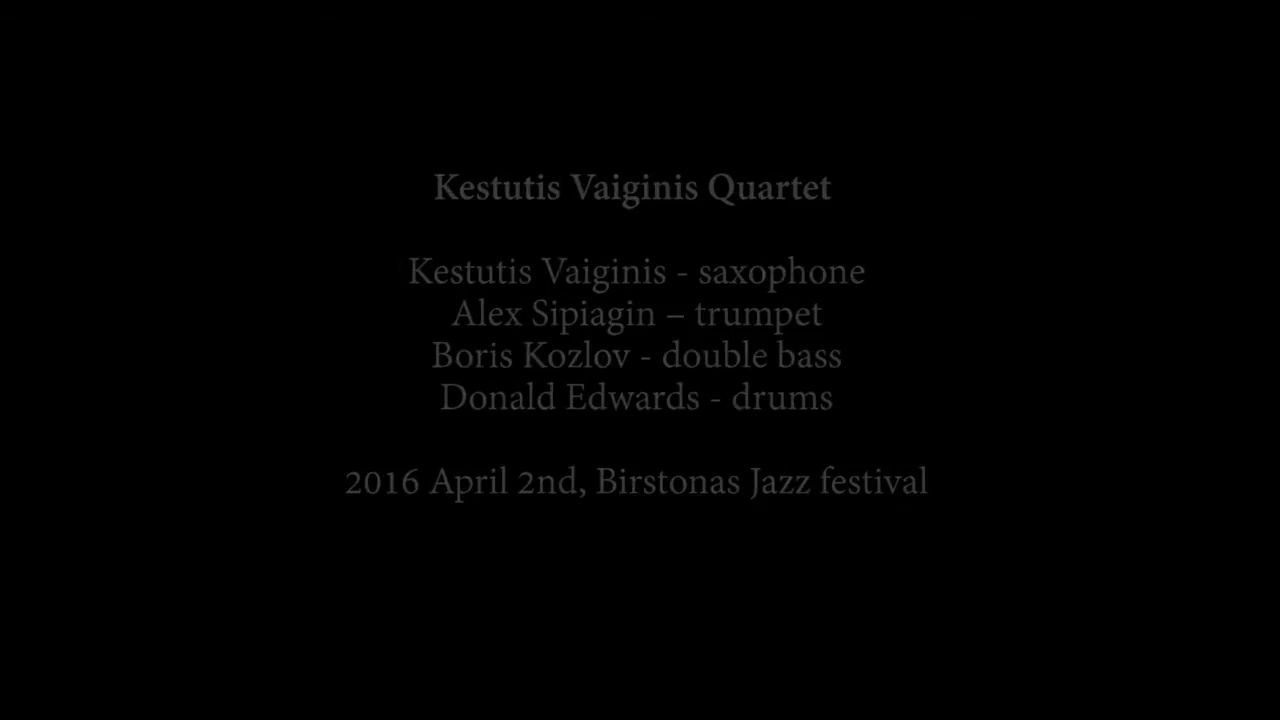 Kestutis Vaiginis Quartet
Kestutis Vaiginis - saxophone
Alex Sipiagin – trumpet
Boris Kozlov - double bass
Donald Edwards - drums
2016 April 2nd, Birstonas Jazz festival